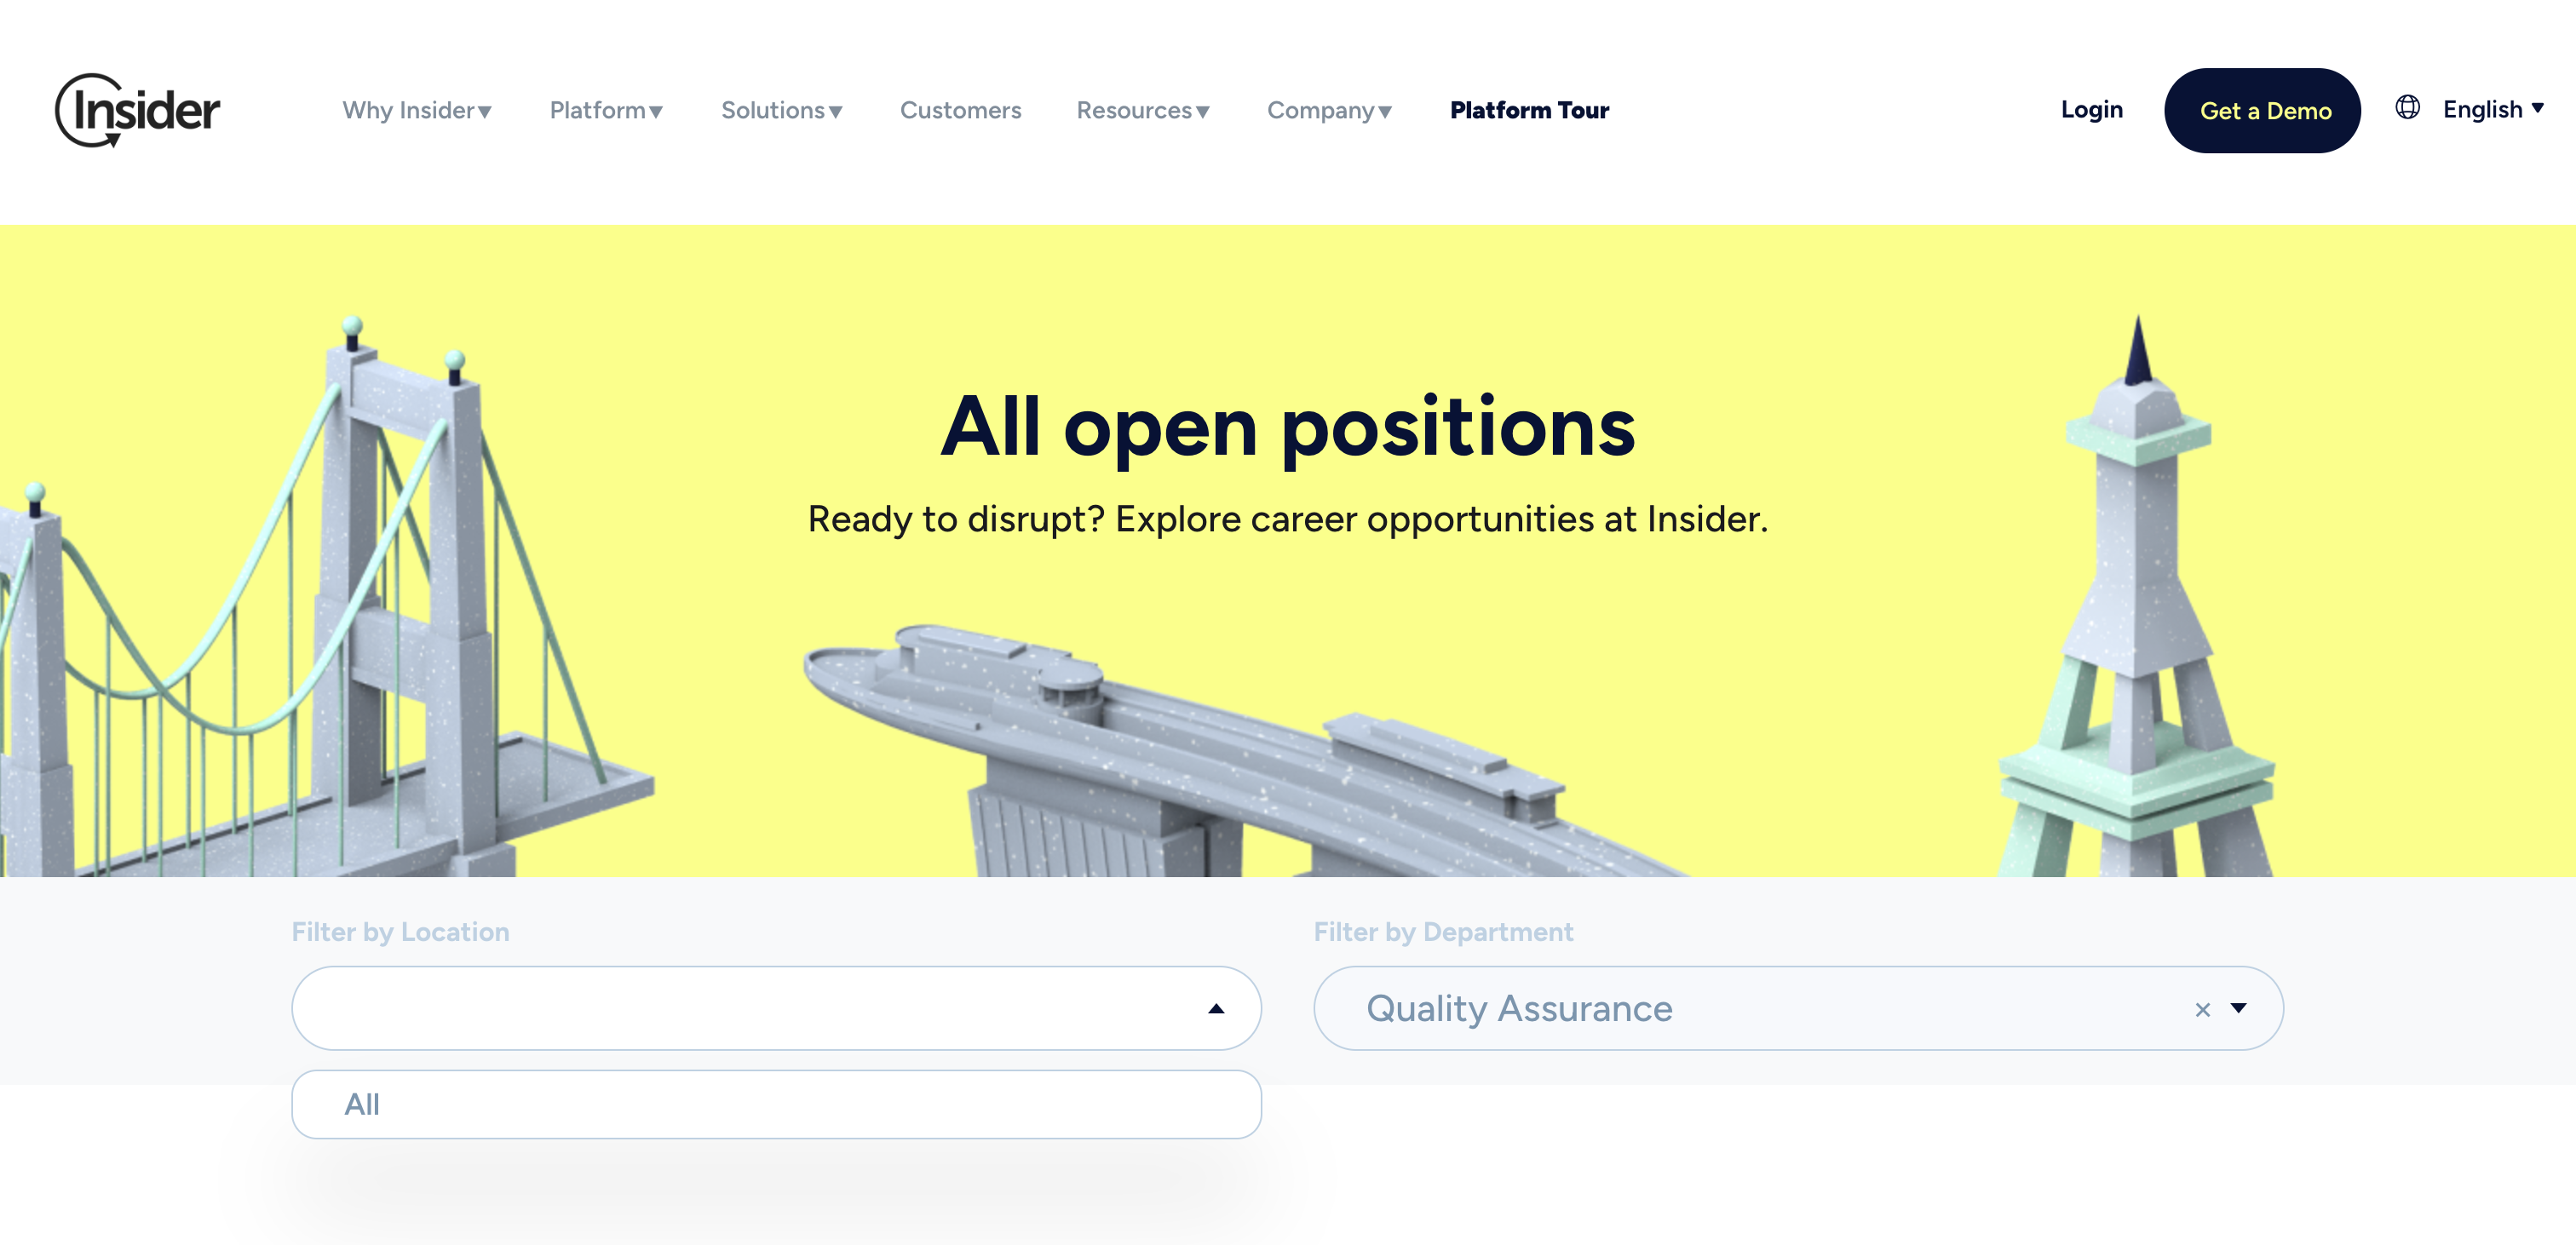 Insider
Why Insider Platform Solutions Customers Resources Company Platform Tour
Login Get a Demo English
All open positions
Ready to disrupt? Explore career opportunities at Insider.
Filter by Location Filter by Department
Quality Assurance ×
All